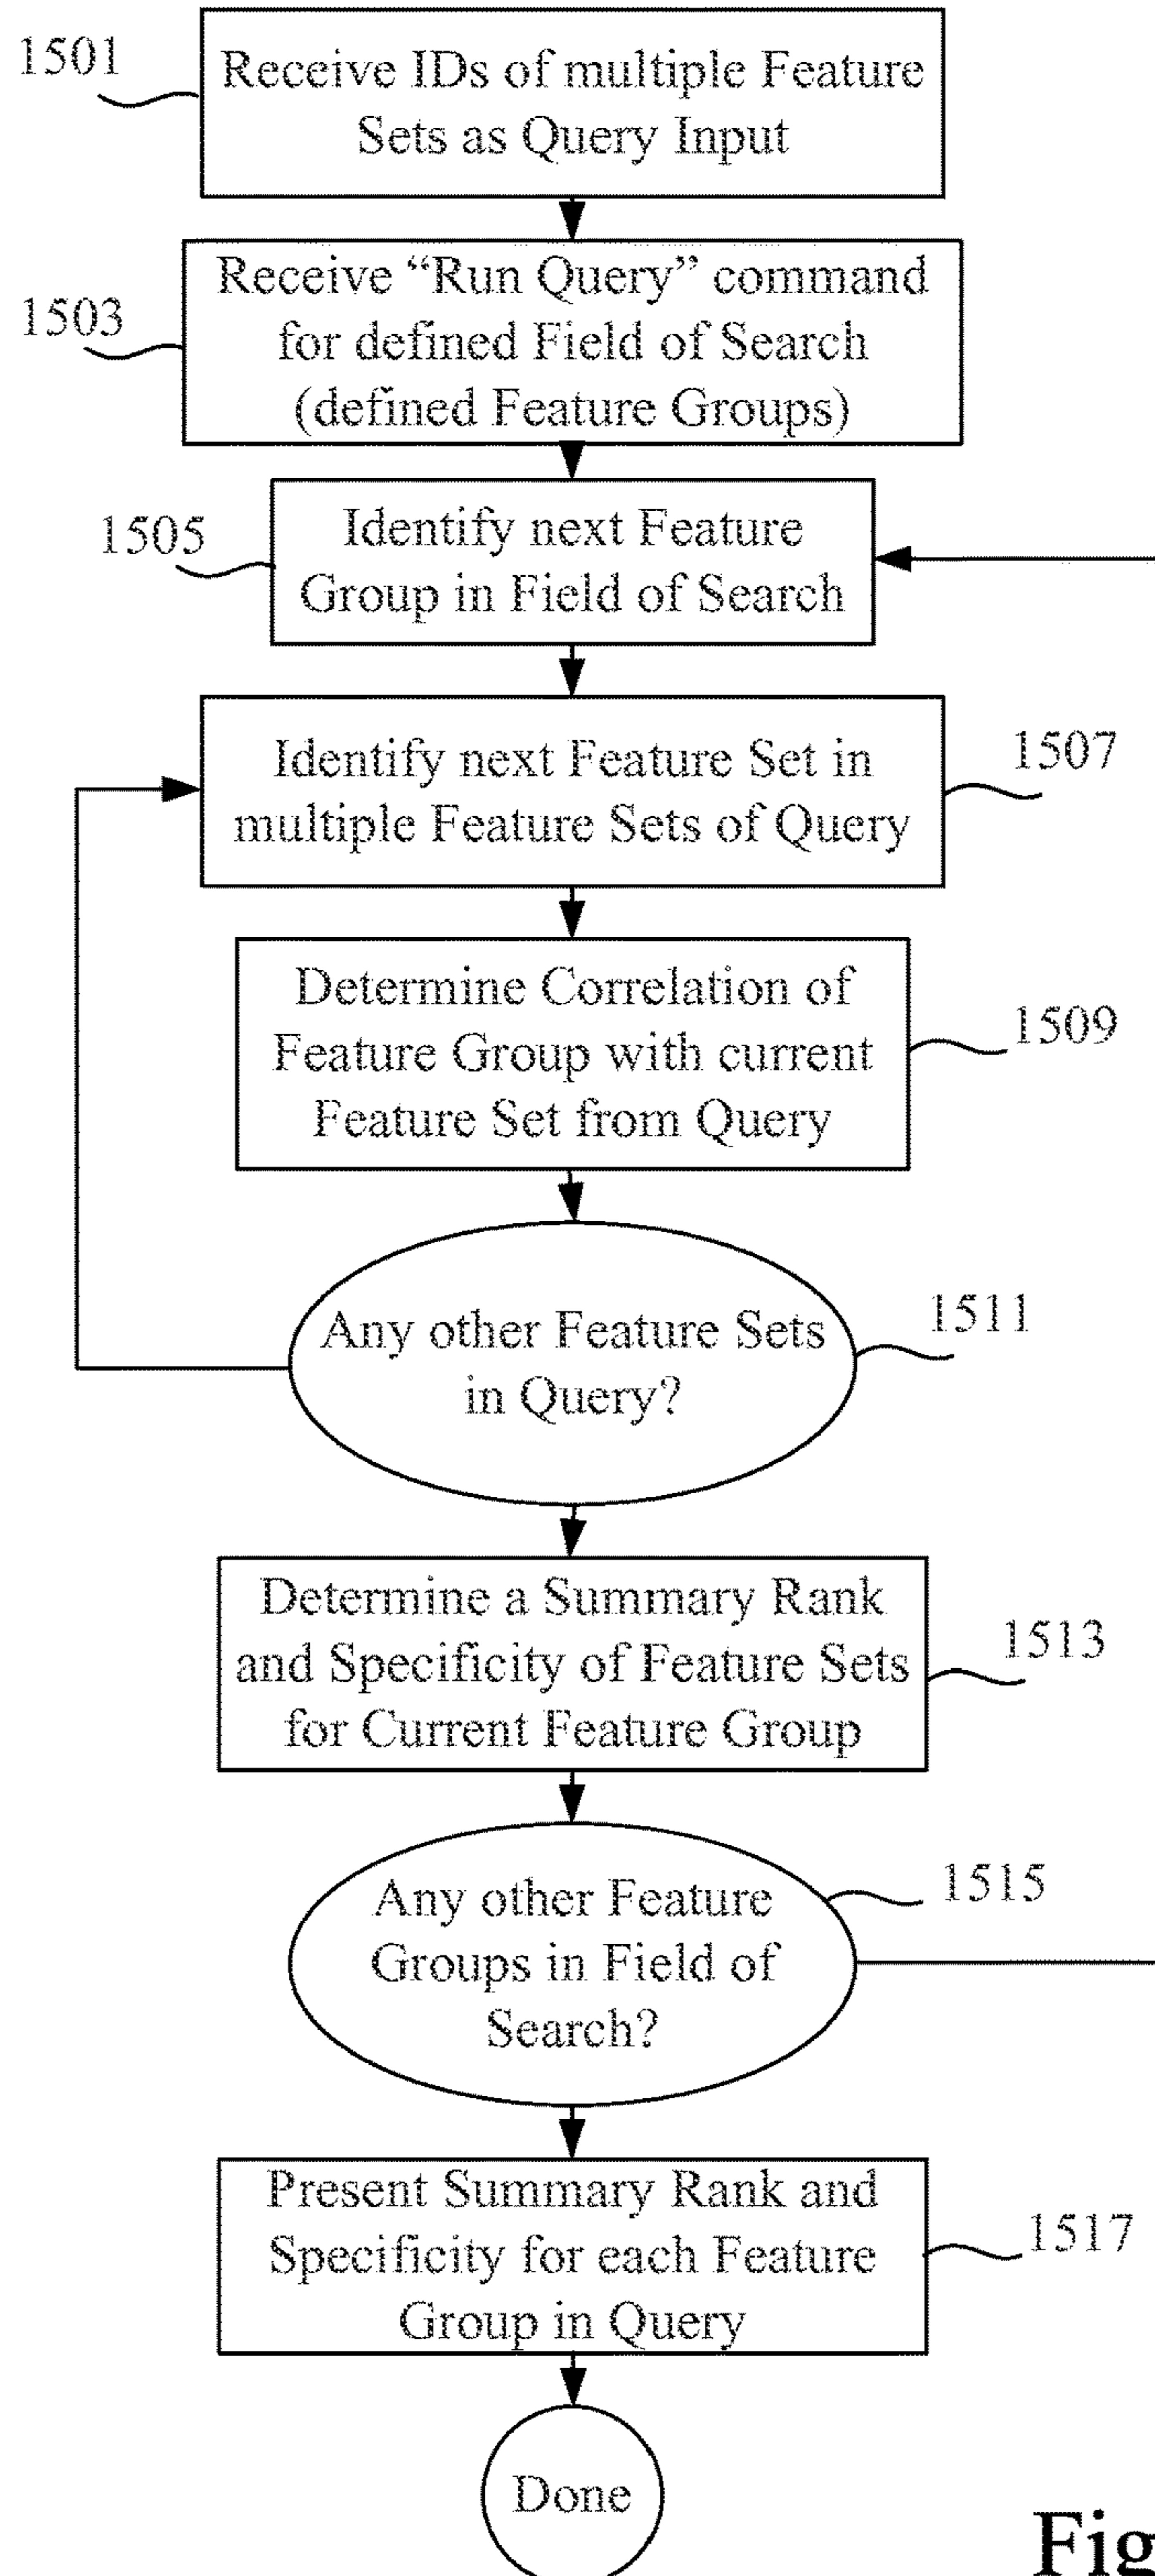 1501
Receive IDs of multiple Feature
Sets as Query Input
1503
Receive “Run Query” command
for defined Field of Search
(defined Feature Groups)
1505
Identify next Feature
Group in Field of Search
1507
Identify next Feature Set in
multiple Feature Sets of Query
1509
Determine Correlation of
Feature Group with current
Feature Set from Query
1511
Any other Feature Sets
in Query?
1513
Determine a Summary Rank
and Specificity of Feature Sets
for Current Feature Group
1515
Any other Feature
Groups in Field of
Search?
1517
Present Summary Rank and
Specificity for each Feature
Group in Query
Done
Fig